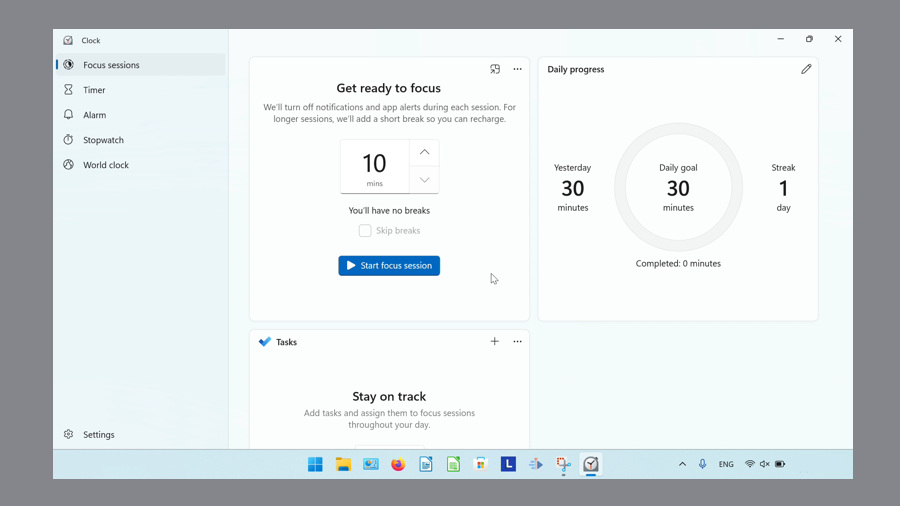 Clock
Focus sessions
Timer
Alarm
Stopwatch
World clock
Settings
Get ready to focus
We'll turn off notifications and app alerts during each session. For
longer sessions, we'll add a short break so you can recharge.
10
mins
You'll have no breaks
Skip breaks
Start focus session
Daily progress
Yesterday
30
minutes
Daily goal
30
minutes
Streak
1
day
Completed: 0 minutes
Tasks
Stay on track
Add tasks and assign them to focus sessions
throughout your day.
L
ENG